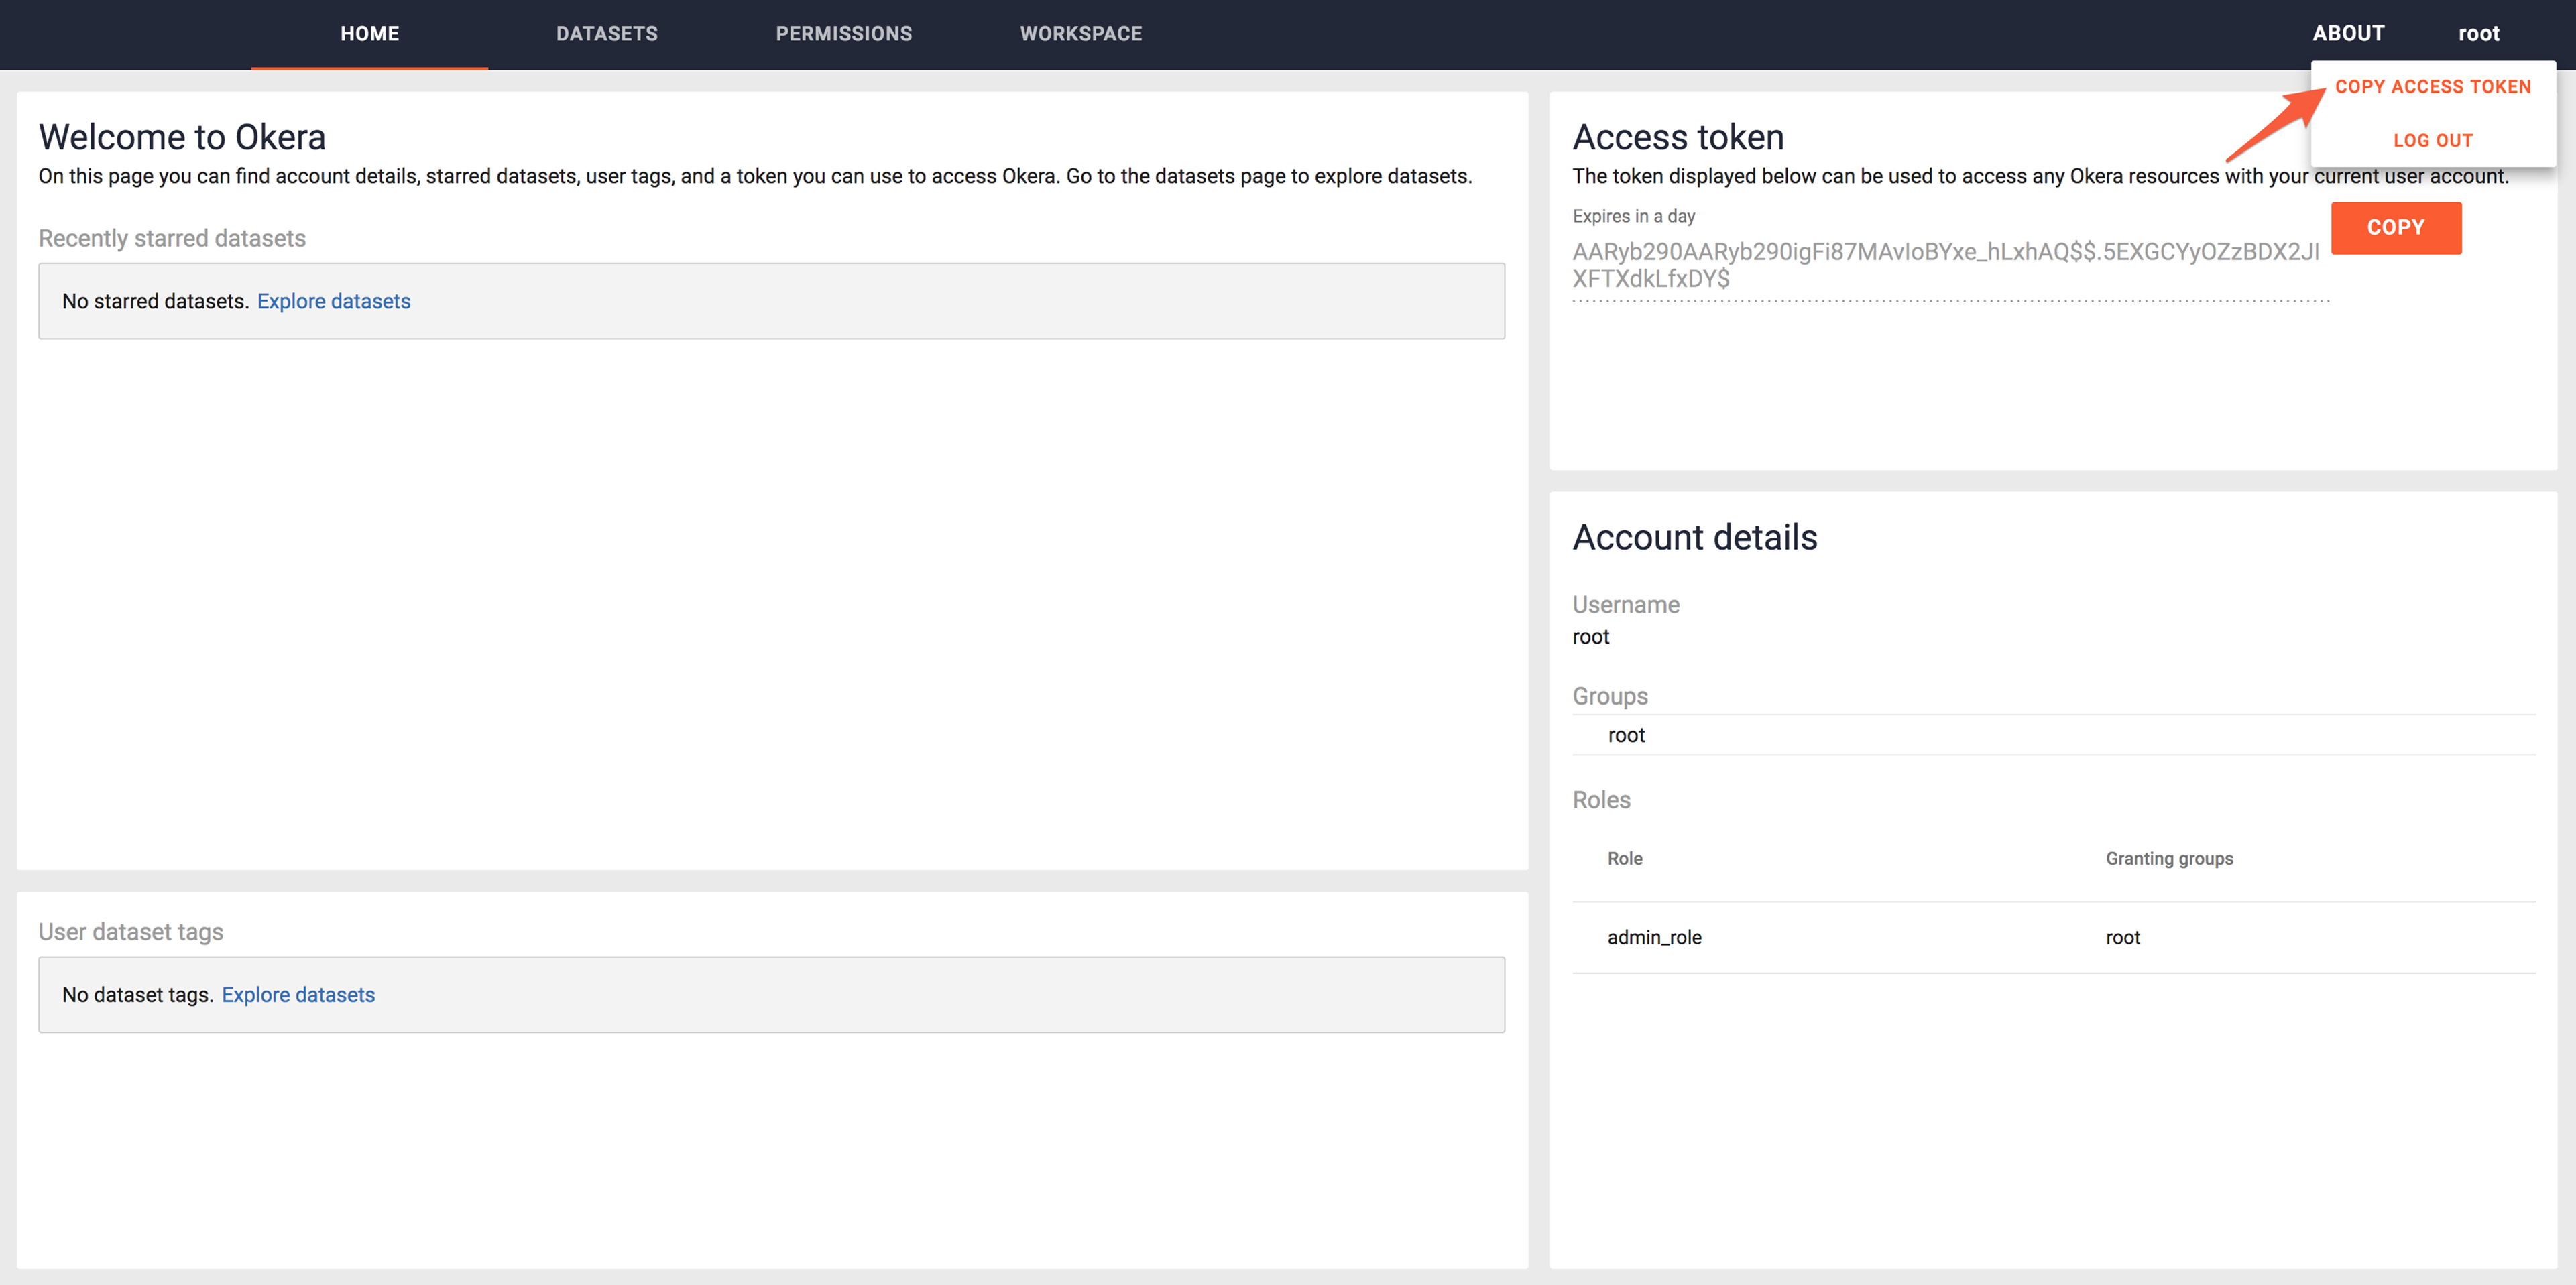 HOME
DATASETS
PERMISSIONS
WORKSPACE
ABOUT
root
COPY ACCESS TOKEN
LOG OUT
Welcome to Okera
On this page you can find account details, starred datasets, user tags, and a token you can use to access Okera. Go to the datasets page to explore datasets.
Recently starred datasets
No starred datasets. Explore datasets
User dataset tags
No dataset tags. Explore datasets
Access token
The token displayed below can be used to access any Okera resources with your current user account.
Expires in a day
AARyb290AARyb290igFi87MAvIoBYxe_hLxhAQ$$.5EXGCYyOZzBDX2JI
XFTXdkLfxDY$
COPY
Account details
Username
root
Groups
root
Roles
Role
Granting groups
admin_role
root